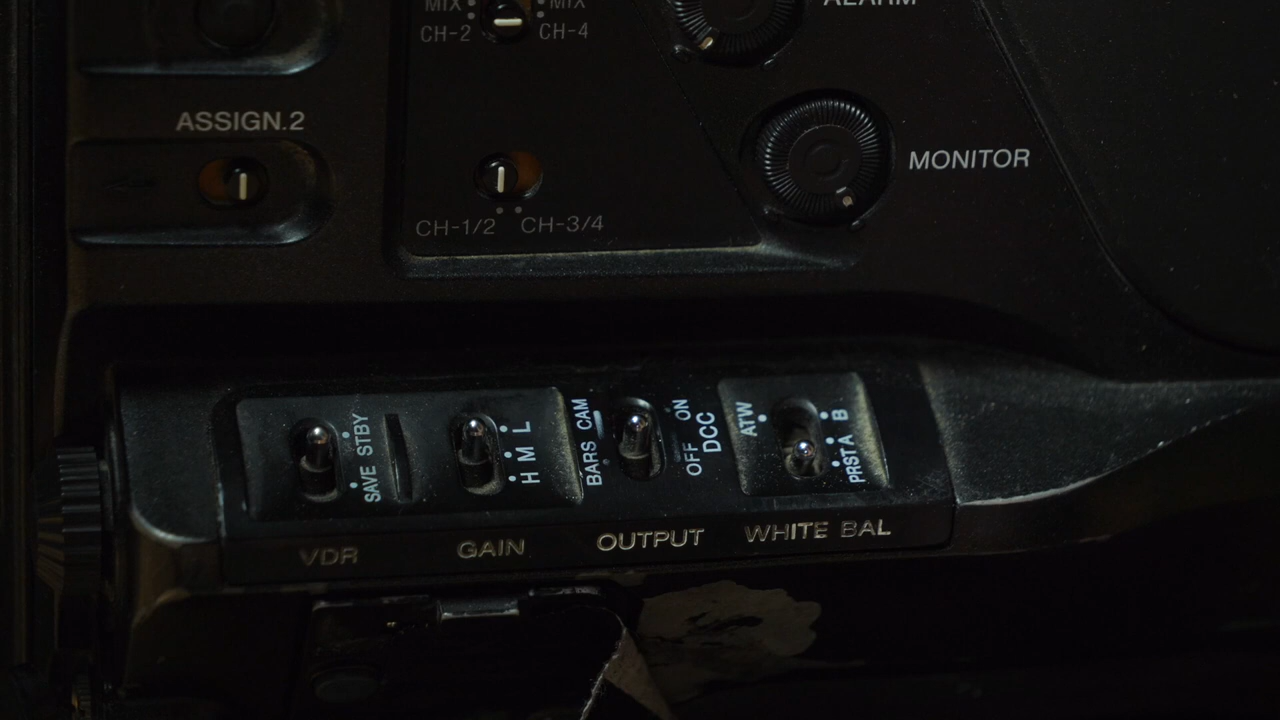 MIX MIX
CH-2 CH-4
ALARM
ASSIGN.2
MONITOR
CH-1/2 CH-3/4
SAVE STBY
H M L
BARS CAM
OFF ON
DCC
ATW
PRST A B
VDR GAIN OUTPUT WHITE BAL